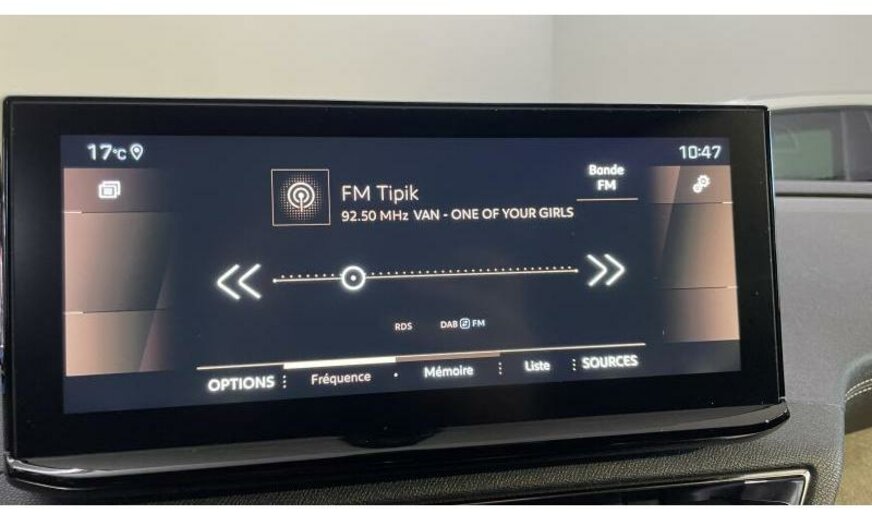 17°C
10:47
Bande
FM
FM Tipik
92.50 MHz VAN - ONE OF YOUR GIRLS
RDS DAB FM
OPTIONS Fréquence Mémoire Liste SOURCES